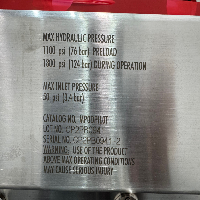 MAX HYDRAULIC PRESSURE
1100 psi (76 bar) PRELOAD
1800 psi (124 bar) DURING OPERATION
MAX INLET PRESSURE
50 psi (3.4 bar)
CATALOG NO.
LOT NO.
SERIAL NO.
WARNING: USE OF THE PRODUCT
ABOVE MAX OPERATING CONDITIONS
MAY CAUSE SERIOUS INJURY